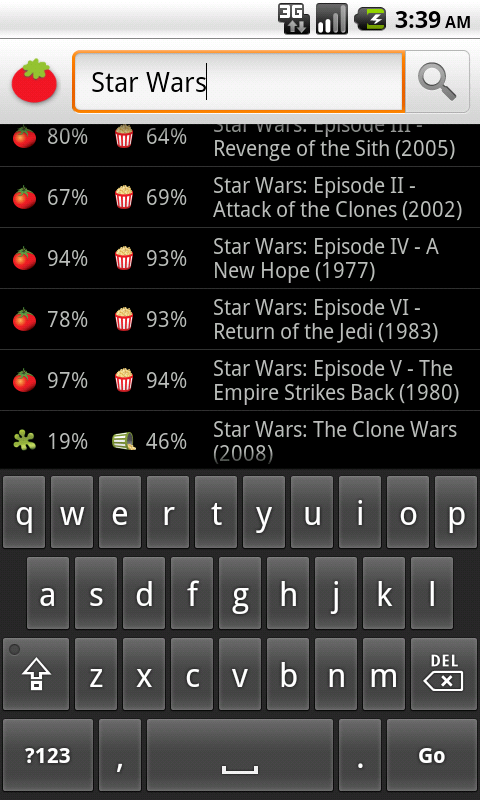 3G 3:39 AM
Star Wars
80% 64% Star Wars: Episode III -
Revenge of the Sith (2005)
67% 69% Star Wars: Episode II -
Attack of the Clones (2002)
94% 93% Star Wars: Episode IV - A
New Hope (1977)
78% 93% Star Wars: Episode VI -
Return of the Jedi (1983)
97% 94% Star Wars: Episode V - The
Empire Strikes Back (1980)
19% 46% Star Wars: The Clone Wars
(2008)
q w e r t y u i o p
a s d f g h j k l
z x c v b n m DEL
?123 , . Go